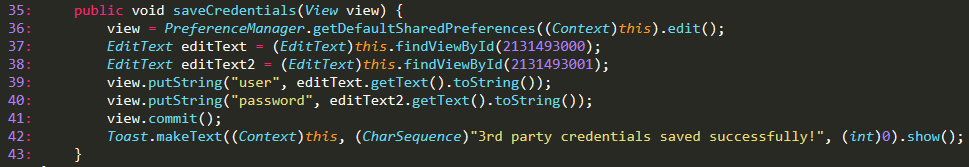 35: public void saveCredentials(View view) {
36: view = PreferenceManager.getDefaultSharedPreferences((Context)this).edit();
37: EditText editText = (EditText)this.findViewById(2131493000);
38: EditText editText2 = (EditText)this.findViewById(2131493001);
39: view.putString("user", editText.getText().toString());
40: view.putString("password", editText2.getText().toString());
41: view.commit();
42: Toast.makeText((Context)this, (CharSequence)"3rd party credentials saved successfully!", (int)0).show();
43: }